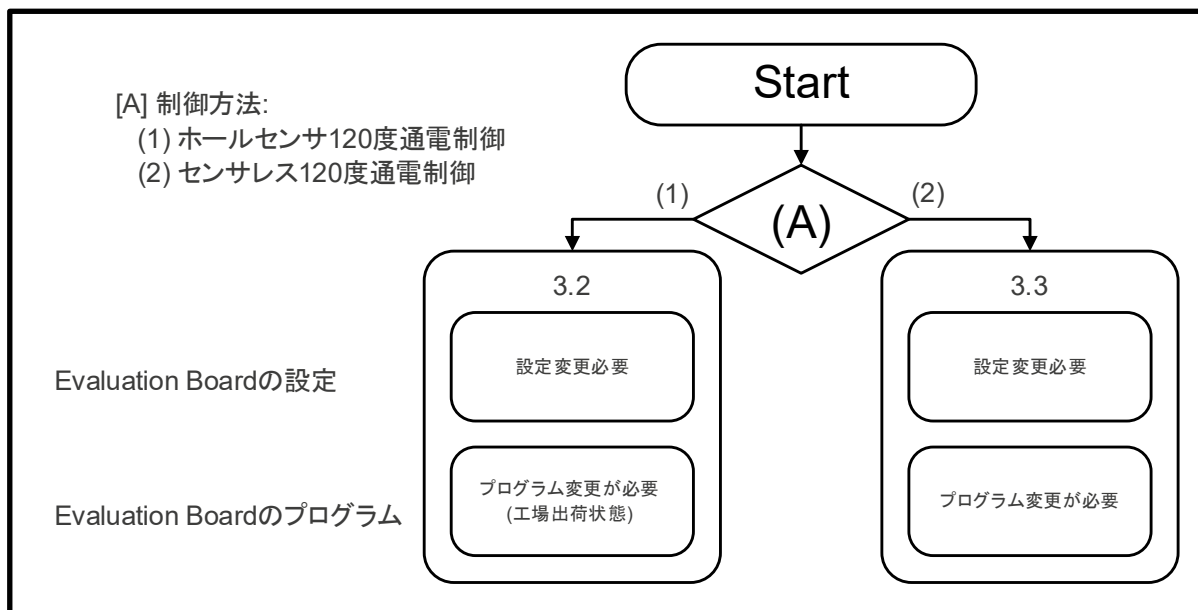 Start
[A] 制御方法:
(1) ホールセンサ120度通電制御
(2) センサレス120度通電制御
(1)
(A)
(2)
3.2
3.3
Evaluation Boardの設定
設定変更必要
設定変更必要
Evaluation Boardのプログラム
プログラム変更が必要
(工場出荷状態)
プログラム変更が必要